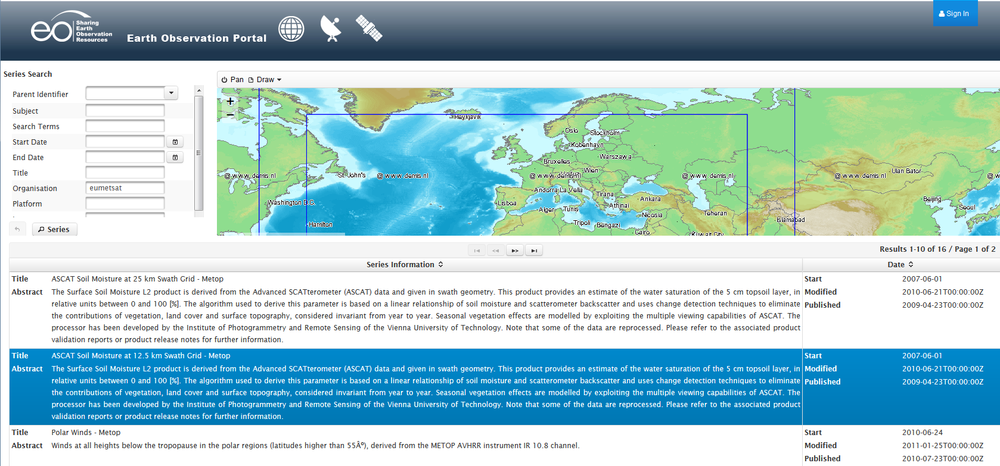 Sign In
eo Sharing
Earth
Observation
Resources
Earth Observation Portal
Series Search
Parent Identifier
Subject
Search Terms
Start Date
End Date
Title
Organisation eumetsat
Platform
Series
Pan Draw
Reykjavik
Oslo
Stockholm
Kobenhavn
Warszawa
Bruxelles
Wien
@www.demis.nl
St. John's
@www.demis.nl
@www.demis.nl
@www.demis.nl
@www.demis.nl
Ulan Bator
@w
Andorra La Vella
Tirana
Ankara
Washington D.C.
Lisboa
Alger
Tunis
Athinai
Nicosia
Teheran
Beijing
Seoul
Islamabad
Hamilton
Tripoli
Bengazi
Cairo
Kuwait City
Results 1-10 of 16 / Page 1 of 2
Series Information Date
Title ASCAT Soil Moisture at 25 km Swath Grid - Metop Start 2007-06-01
Abstract The Surface Soil Moisture L2 product is derived from the Advanced SCATterometer (ASCAT) data and given in swath geometry. This product provides an estimate of the water saturation of the 5 cm topsoil layer, in Modified 2010-06-21T00:00:00Z
relative units between 0 and 100 [%]. The algorithm used to derive this parameter is based on a linear relationship of soil moisture and scatterometer backscatter and uses change detection techniques to eliminate Published 2009-04-23T00:00:00Z
the contributions of vegetation, land cover and surface topography, considered invariant from year to year. Seasonal vegetation effects are modelled by exploiting the multiple viewing capabilities of ASCAT. The
processor has been developed by the Institute of Photogrammetry and Remote Sensing of the Vienna University of Technology. Note that some of the data are reprocessed. Please refer to the associated product
validation reports or product release notes for further information.
Title ASCAT Soil Moisture at 12.5 km Swath Grid - Metop Start 2007-06-01
Abstract The Surface Soil Moisture L2 product is derived from the Advanced SCATterometer (ASCAT) data and given in swath geometry. This product provides an estimate of the water saturation of the 5 cm topsoil layer, in Modified 2010-06-21T00:00:00Z
relative units between 0 and 100 [%]. The algorithm used to derive this parameter is based on a linear relationship of soil moisture and scatterometer backscatter and uses change detection techniques to eliminate Published 2009-04-23T00:00:00Z
the contributions of vegetation, land cover and surface topography, considered invariant from year to year. Seasonal vegetation effects are modelled by exploiting the multiple viewing capabilities of ASCAT. The
processor has been developed by the Institute of Photogrammetry and Remote Sensing of the Vienna University of Technology. Note that some of the data are reprocessed. Please refer to the associated product
validation reports or product release notes for further information.
Title Polar Winds - Metop Start 2010-06-24
Abstract Winds at all heights below the tropopause in the polar regions (latitudes higher than 55Âº), derived from the METOP AVHRR instrument IR 10.8 channel. Modified 2011-01-25T00:00:00Z
Published 2010-07-23T00:00:00Z